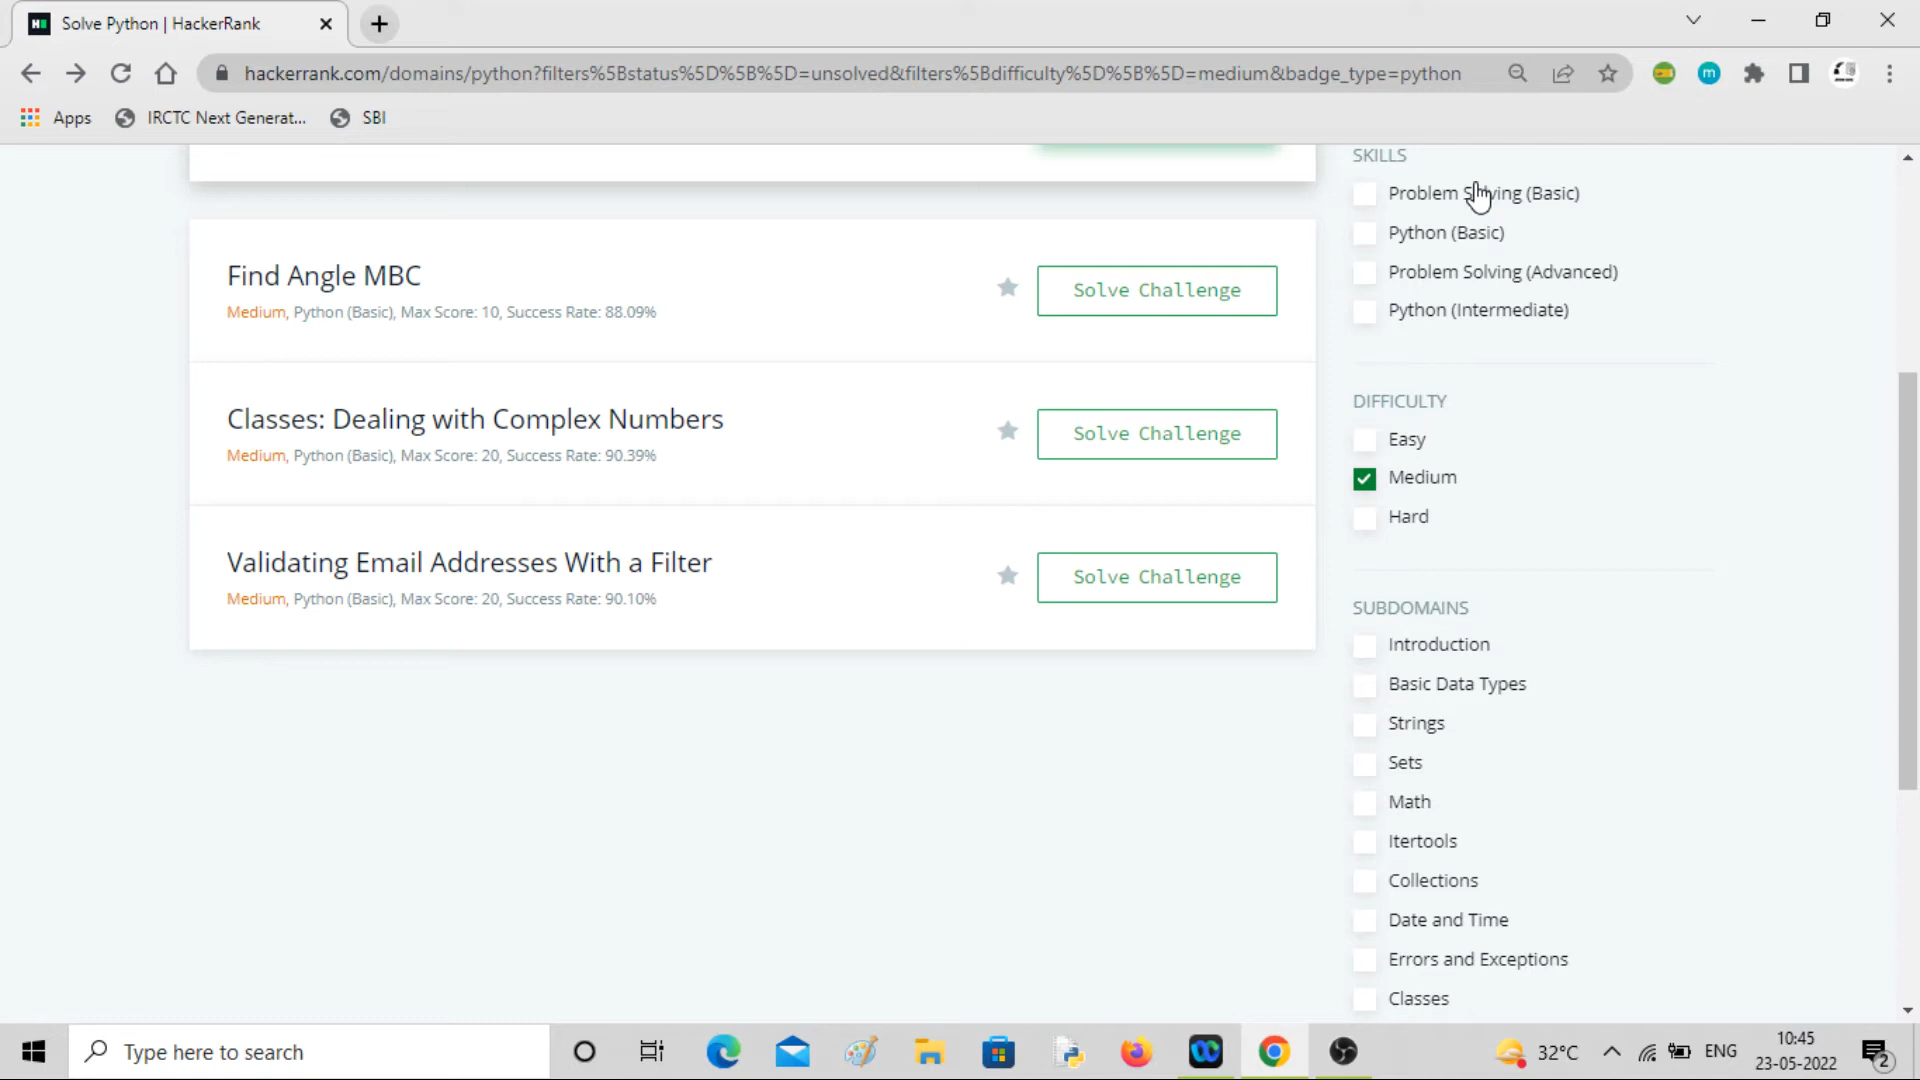 Solve Python | HackerRank
hackerrank.com/domains/python?filters%5Bstatus%5D%5B%5D=unsolved&filters%5Bdifficulty%5D%5B%5D=medium&badge_type=python
m
Apps
IRCTC Next Generat...
SBI
SKILLS
Problem Solving (Basic)
Python (Basic)
Problem Solving (Advanced)
Python (Intermediate)
Find Angle MBC
Medium, Python (Basic), Max Score: 10, Success Rate: 88.09%
Solve Challenge
Classes: Dealing with Complex Numbers
Medium, Python (Basic), Max Score: 20, Success Rate: 90.39%
Solve Challenge
Validating Email Addresses With a Filter
Medium, Python (Basic), Max Score: 20, Success Rate: 90.10%
Solve Challenge
DIFFICULTY
Easy
Medium
Hard
SUBDOMAINS
Introduction
Basic Data Types
Strings
Sets
Math
Itertools
Collections
Date and Time
Errors and Exceptions
Classes
Type here to search
32°C
ENG
10:45
23-05-2022
2